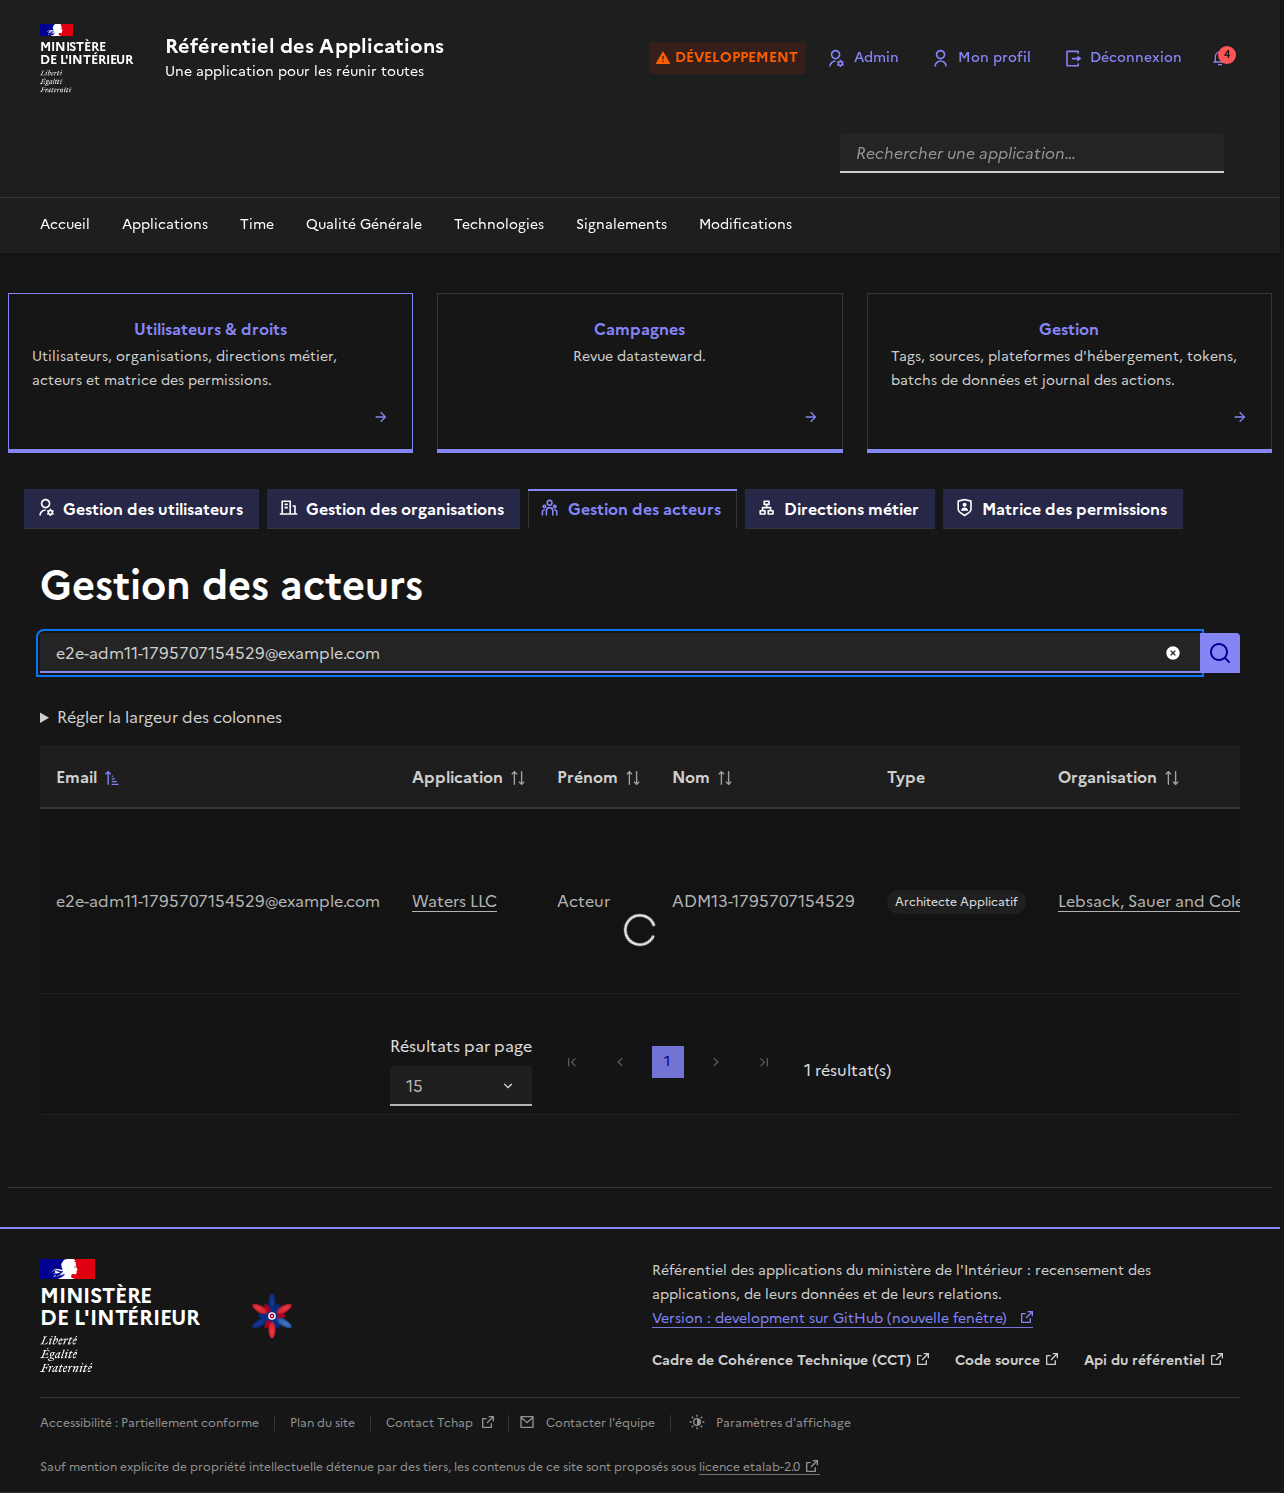 MINISTÈRE
DE L'INTÉRIEUR
Liberté
Égalité
Fraternité
Référentiel des Applications
Une application pour les réunir toutes
DÉVELOPPEMENT
Admin
Mon profil
Déconnexion
4
Rechercher une application...
Accueil
Applications
Time
Qualité Générale
Technologies
Signalements
Modifications
Utilisateurs & droits
Utilisateurs, organisations, directions métier,
acteurs et matrice des permissions.
Campagnes
Revue datasteward.
Gestion
Tags, sources, plateformes d'hébergement, tokens,
batchs de données et journal des actions.
Gestion des utilisateurs
Gestion des organisations
Gestion des acteurs
Directions métier
Matrice des permissions
Gestion des acteurs
e2e-adm11-1795707154529@example.com
Régler la largeur des colonnes
Email Application Prénom Nom Type Organisation
e2e-adm11-1795707154529@example.com Waters LLC Acteur ADM13-1795707154529 Architecte Applicatif Lebsack, Sauer and Cole
Résultats par page
15
1
1 résultat(s)
MINISTÈRE
DE L'INTÉRIEUR
Liberté
Égalité
Fraternité
Référentiel des applications du ministère de l'Intérieur : recensement des
applications, de leurs données et de leurs relations.
Version : development sur GitHub (nouvelle fenêtre)
Cadre de Cohérence Technique (CCT)
Code source
Api du référentiel
Accessibilité : Partiellement conforme
Plan du site
Contact Tchap
Contacter l'équipe
Paramètres d'affichage
Sauf mention explicite de propriété intellectuelle détenue par des tiers, les contenus de ce site sont proposés sous licence etalab-2.0